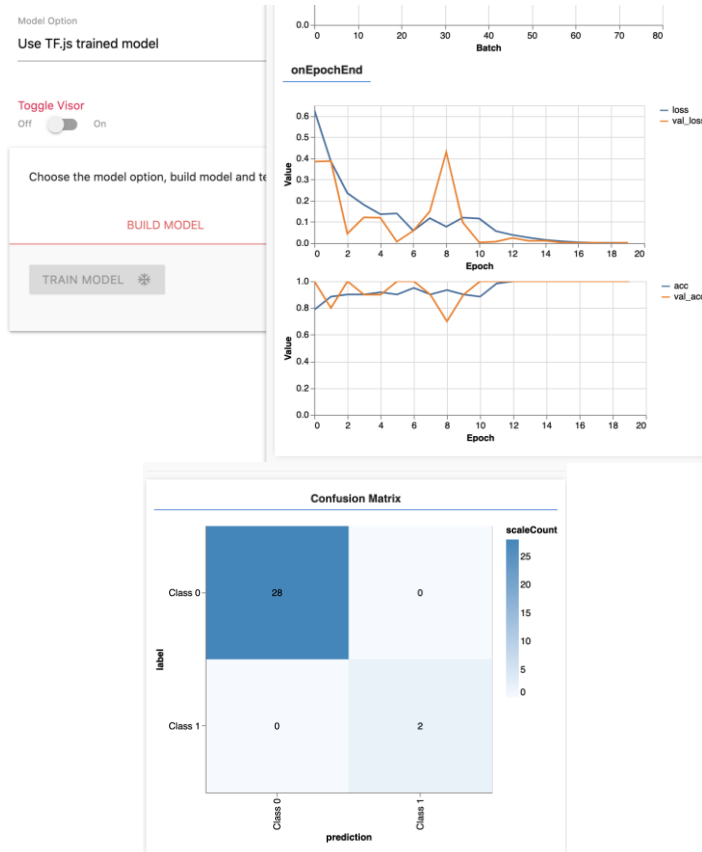 Model Option
Use TF.js trained model
Toggle Visor
Off On
Choose the model option, build model and te
BUILD MODEL
TRAIN MODEL
0.0
0 10 20 30 40 50 60 70 80
Batch
onEpochEnd
0.6
0.5
0.4
0.3
0.2
0.1
0.0
Value
0 2 4 6 8 10 12 14 16 18 20
Epoch
loss
val_loss
1.0
0.8
0.6
0.4
0.2
0.0
Value
0 2 4 6 8 10 12 14 16 18 20
Epoch
acc
val_acc
Confusion Matrix
scaleCount
25
20
15
10
5
0
label
Class 0
28 0
Class 1
0 2
Class 0 Class 1
prediction